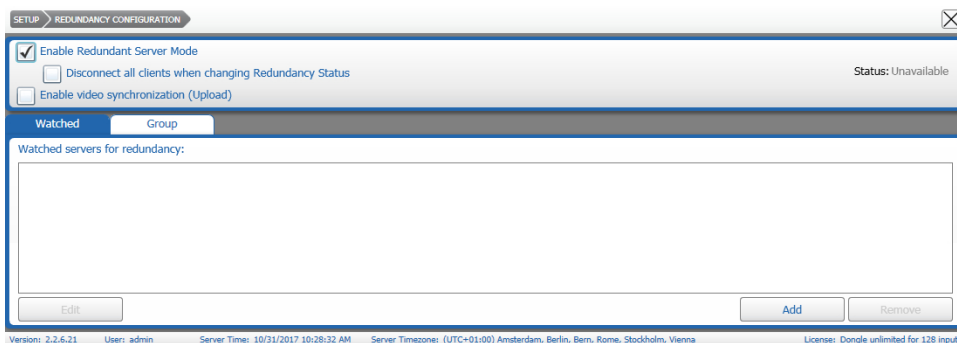 SETUP REDUNDANCY CONFIGURATION
Enable Redundant Server Mode
Disconnect all clients when changing Redundancy Status
Status: Unavailable
Enable video synchronization (Upload)
Watched Group
Watched servers for redundancy:
Edit Add Remove
Version: 2.2.6.21 User: admin Server Time: 10/31/2017 10:28:32 AM Server Timezone: (UTC+01:00) Amsterdam, Berlin, Bern, Rome, Stockholm, Vienna License: Dongle unlimited for 128 input